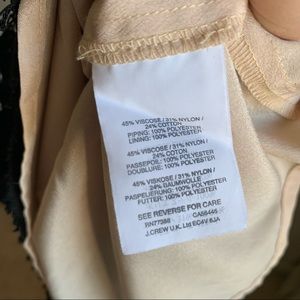 45% VISCOSE / 31% NYLON /
24% COTTON
PIPING: 100% POLYESTER
LINING: 100% POLYESTER
45% VISCOSE / 31% NYLON /
24% COTON
PASSEPOIL: 100% POLYESTER
DOUBLURE: 100% POLYESTER
45% VISKOSE / 31% NYLON /
24% BAUMWOLLE
PASPELIERUNG: 100% POLYESTER
FUTTER: 100% POLYESTER
SEE REVERSE FOR CARE
RN77388 CA56445
J.CREW U.K. Ltd EC4V 6JA